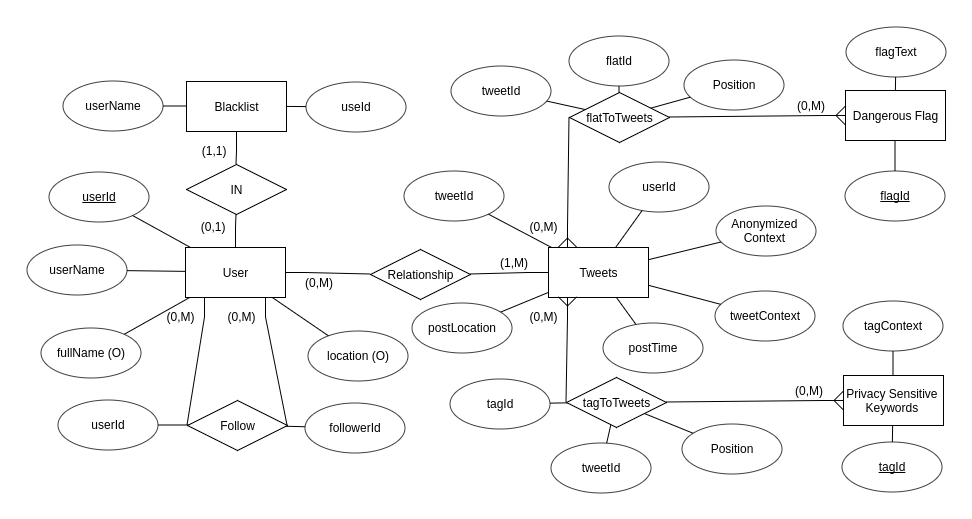 flagText
flatId
tweetId
Position
userName
Blacklist
useId
(0,M)
flatToTweets
Dangerous Flag
(1,1)
IN
userId
tweetId
userId
flagId
(0,1)
(0,M)
Anonymized
Context
userName
User
(0,M)
Relationship
(1,M)
Tweets
(0,M)
(0,M)
postLocation
(0,M)
tweetContext
tagContext
fullName (O)
location (O)
postTime
(0,M)
Privacy Sensitive
Keywords
tagId
tagToTweets
userId
Follow
followerId
tweetId
Position
tagId